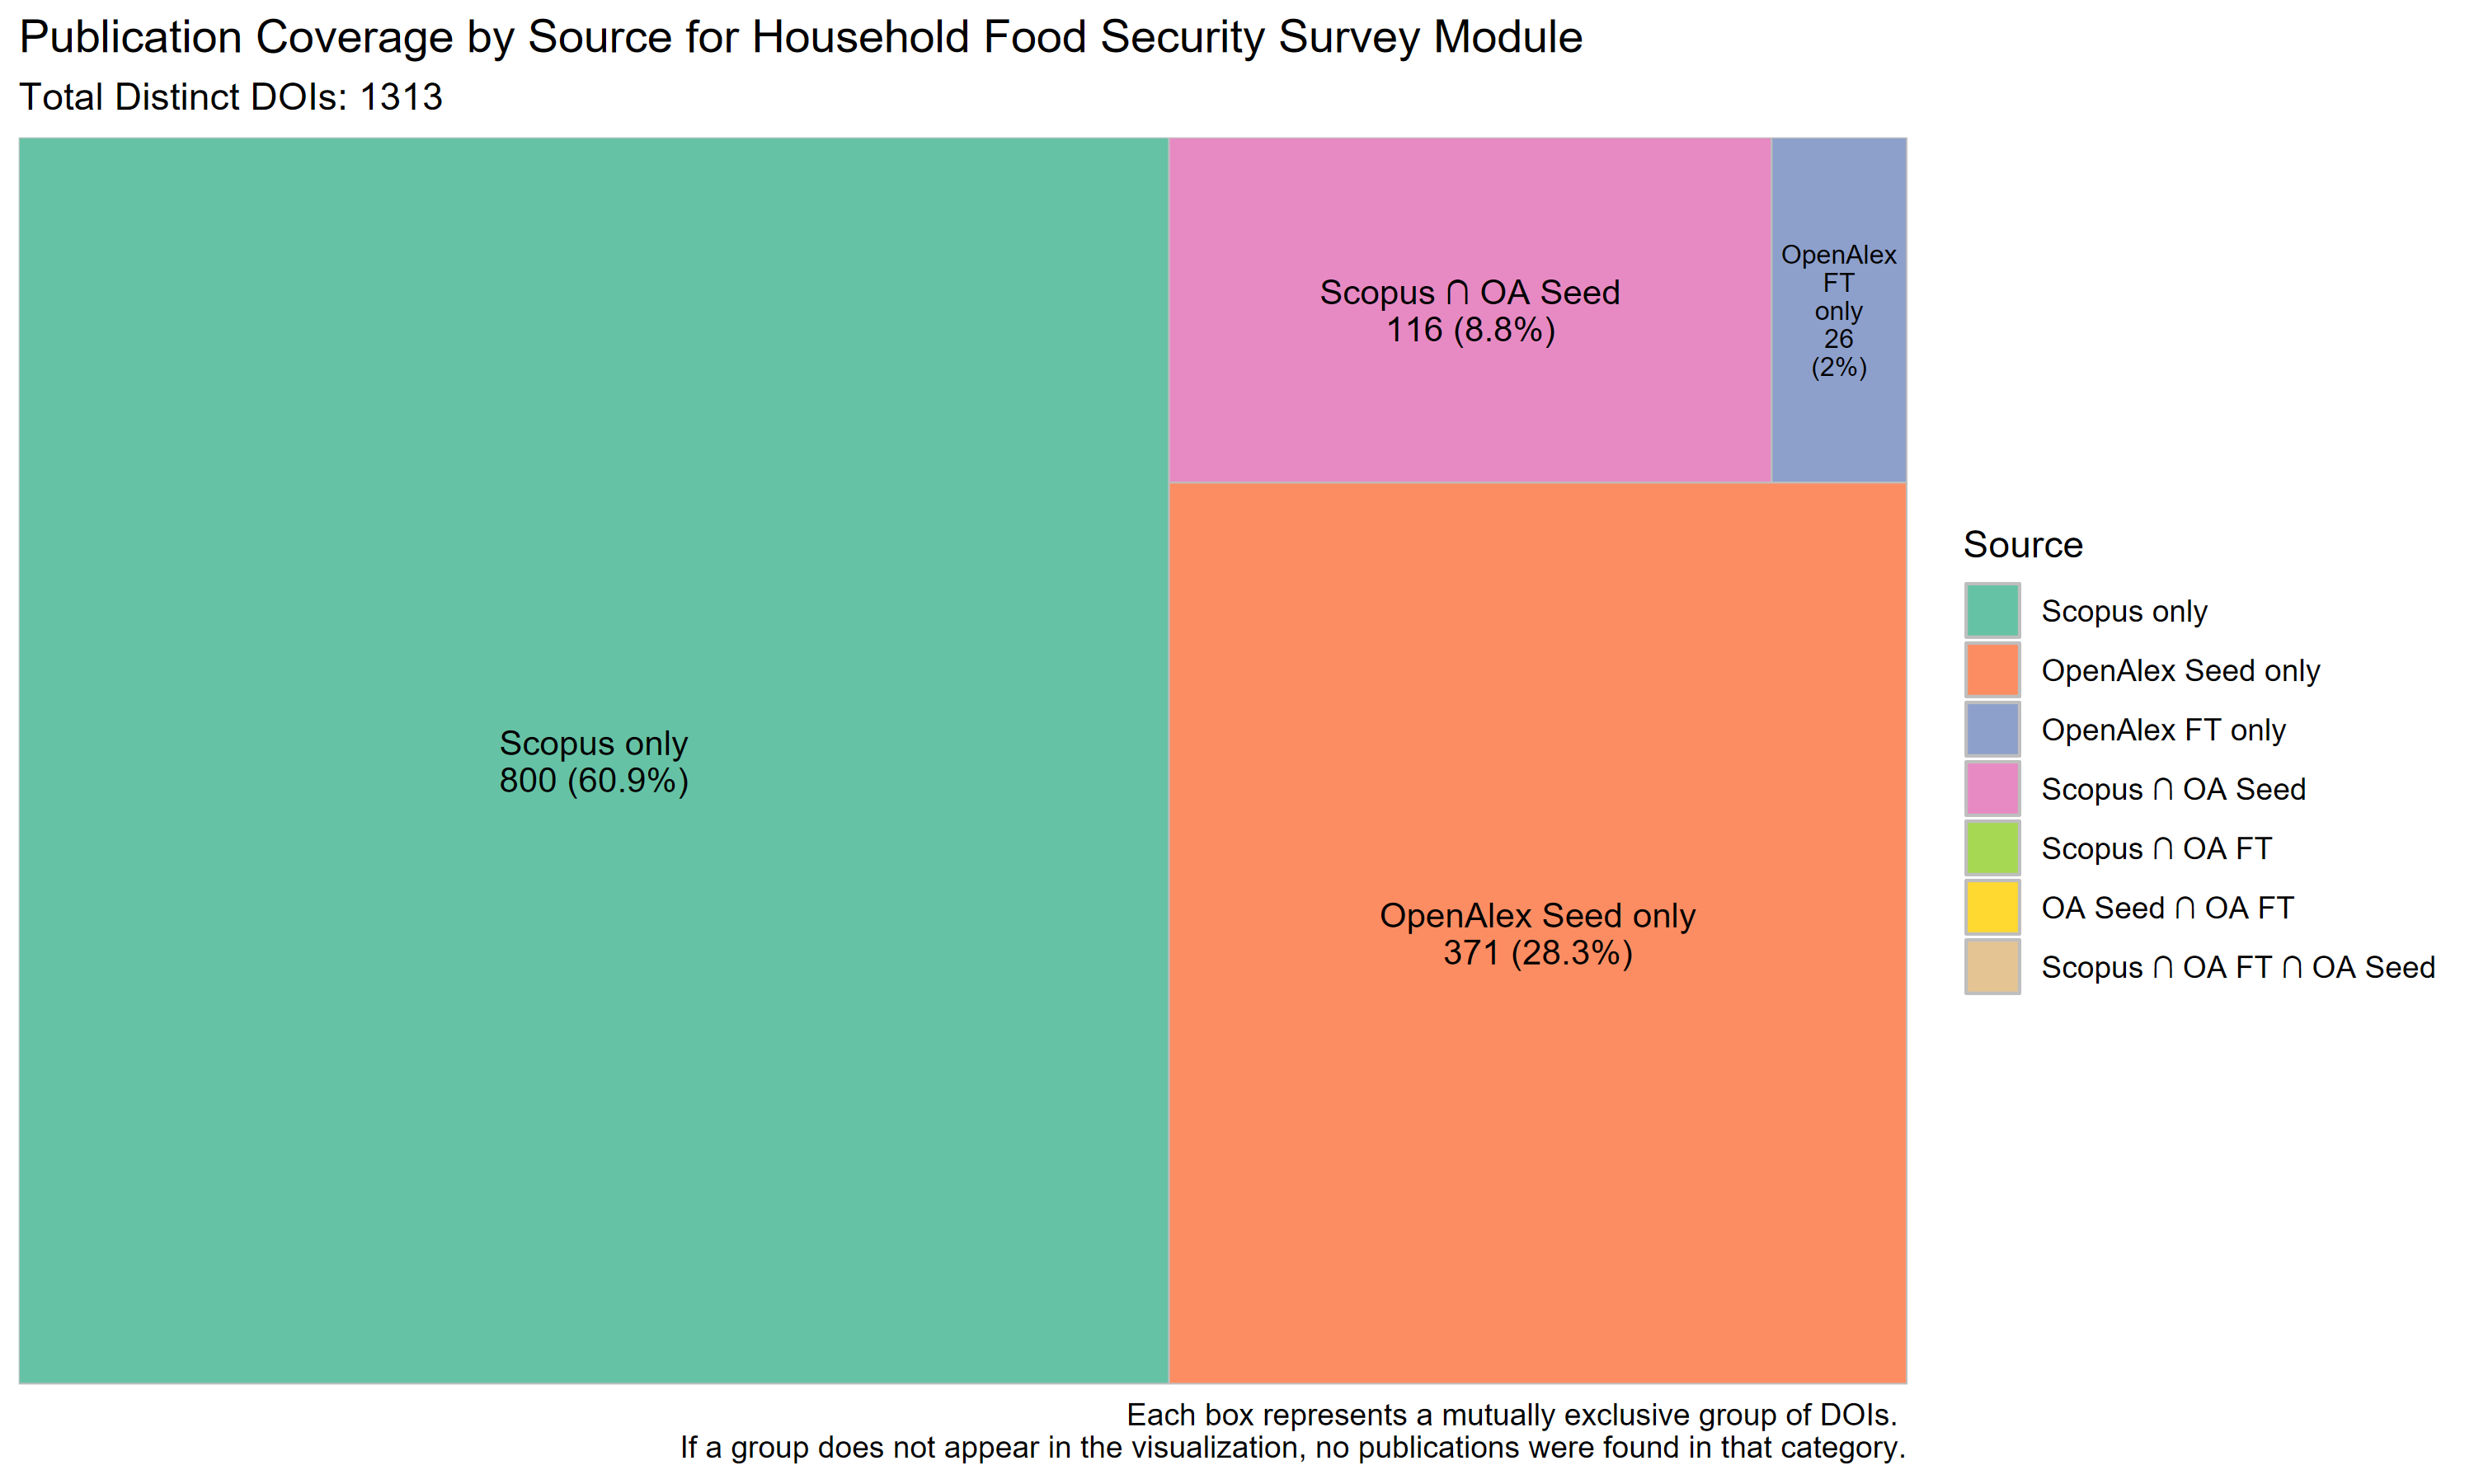 Publication Coverage by Source for Household Food Security Survey Module
Total Distinct DOIs: 1313
Scopus only
800 (60.9%)
Scopus ∩ OA Seed
116 (8.8%)
OpenAlex
FT
only
26
(2%)
OpenAlex Seed only
371 (28.3%)
Source
Scopus only
OpenAlex Seed only
OpenAlex FT only
Scopus ∩ OA Seed
Scopus ∩ OA FT
OA Seed ∩ OA FT
Scopus ∩ OA FT ∩ OA Seed
Each box represents a mutually exclusive group of DOIs.
If a group does not appear in the visualization, no publications were found in that category.